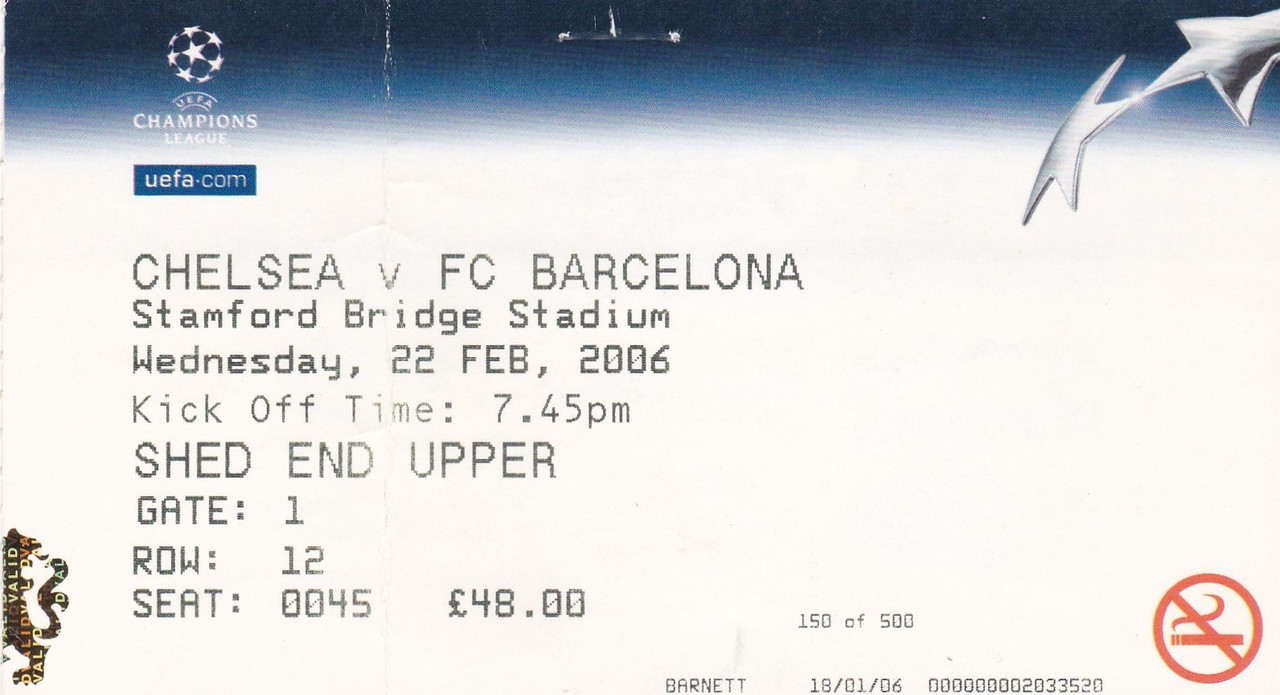 UEFA
CHAMPIONS
LEAGUE
uefa.com
CHELSEA v FC BARCELONA
Stamford Bridge Stadium
Wednesday, 22 FEB, 2006
Kick Off Time: 7.45pm
SHED END UPPER
GATE: 1
ROW: 12
SEAT: 0045 £48.00
150 of 500
BARNETT 18/01/06 000000002033520
VALID